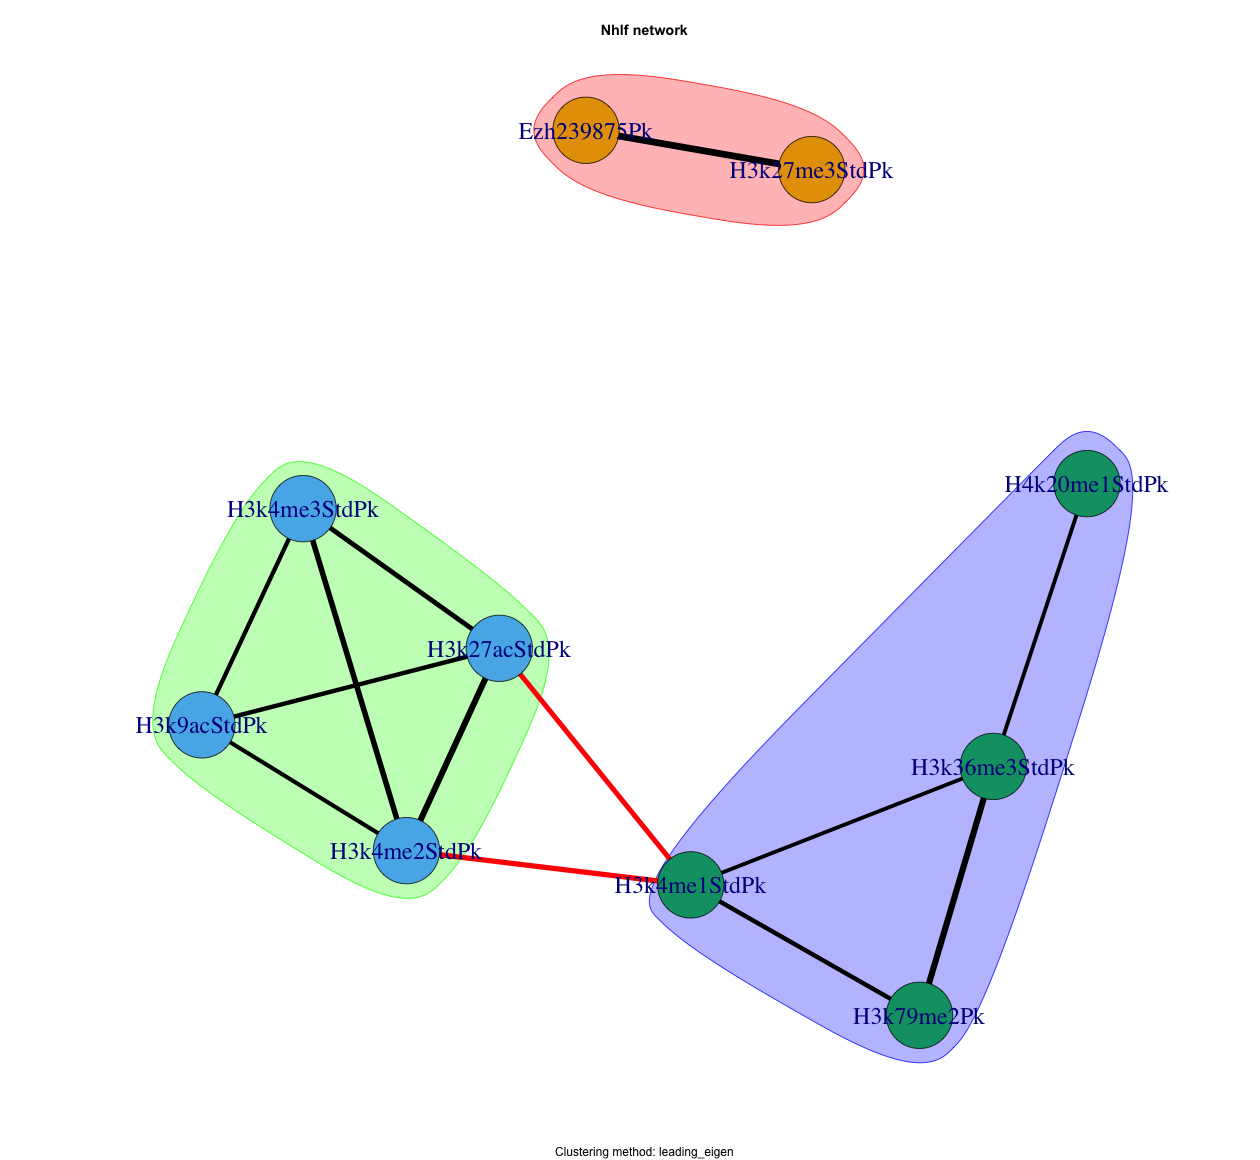 Nhlf network
Ezh239875Pk
H3k27me3StdPk
H4k20me1StdPk
H3k4me3StdPk
H3k27acStdPk
H3k9acStdPk
H3k36me3StdPk
H3k4me2StdPk
H3k4me1StdPk
H3k79me2Pk
Clustering method: leading_eigen